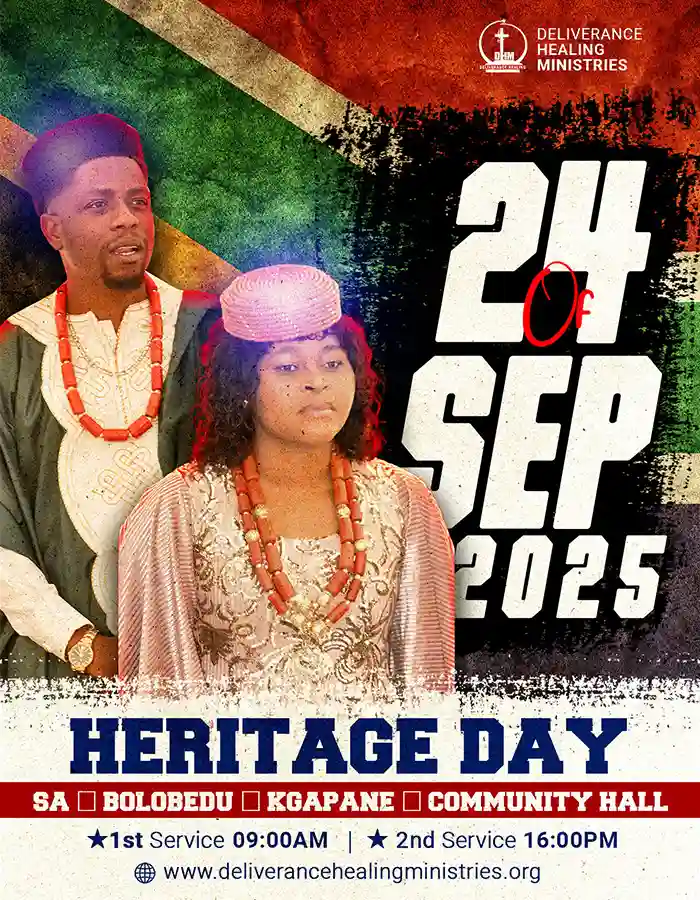 DELIVERANCE
HEALING
MINISTRIES
DHM
24
Of
SEP
2025
HERITAGE DAY
SA □ BOLOBEDU □ KGAPANE □ COMMUNITY HALL
★1st Service 09:00AM | ★ 2nd Service 16:00PM
www.deliverancehealingministries.org